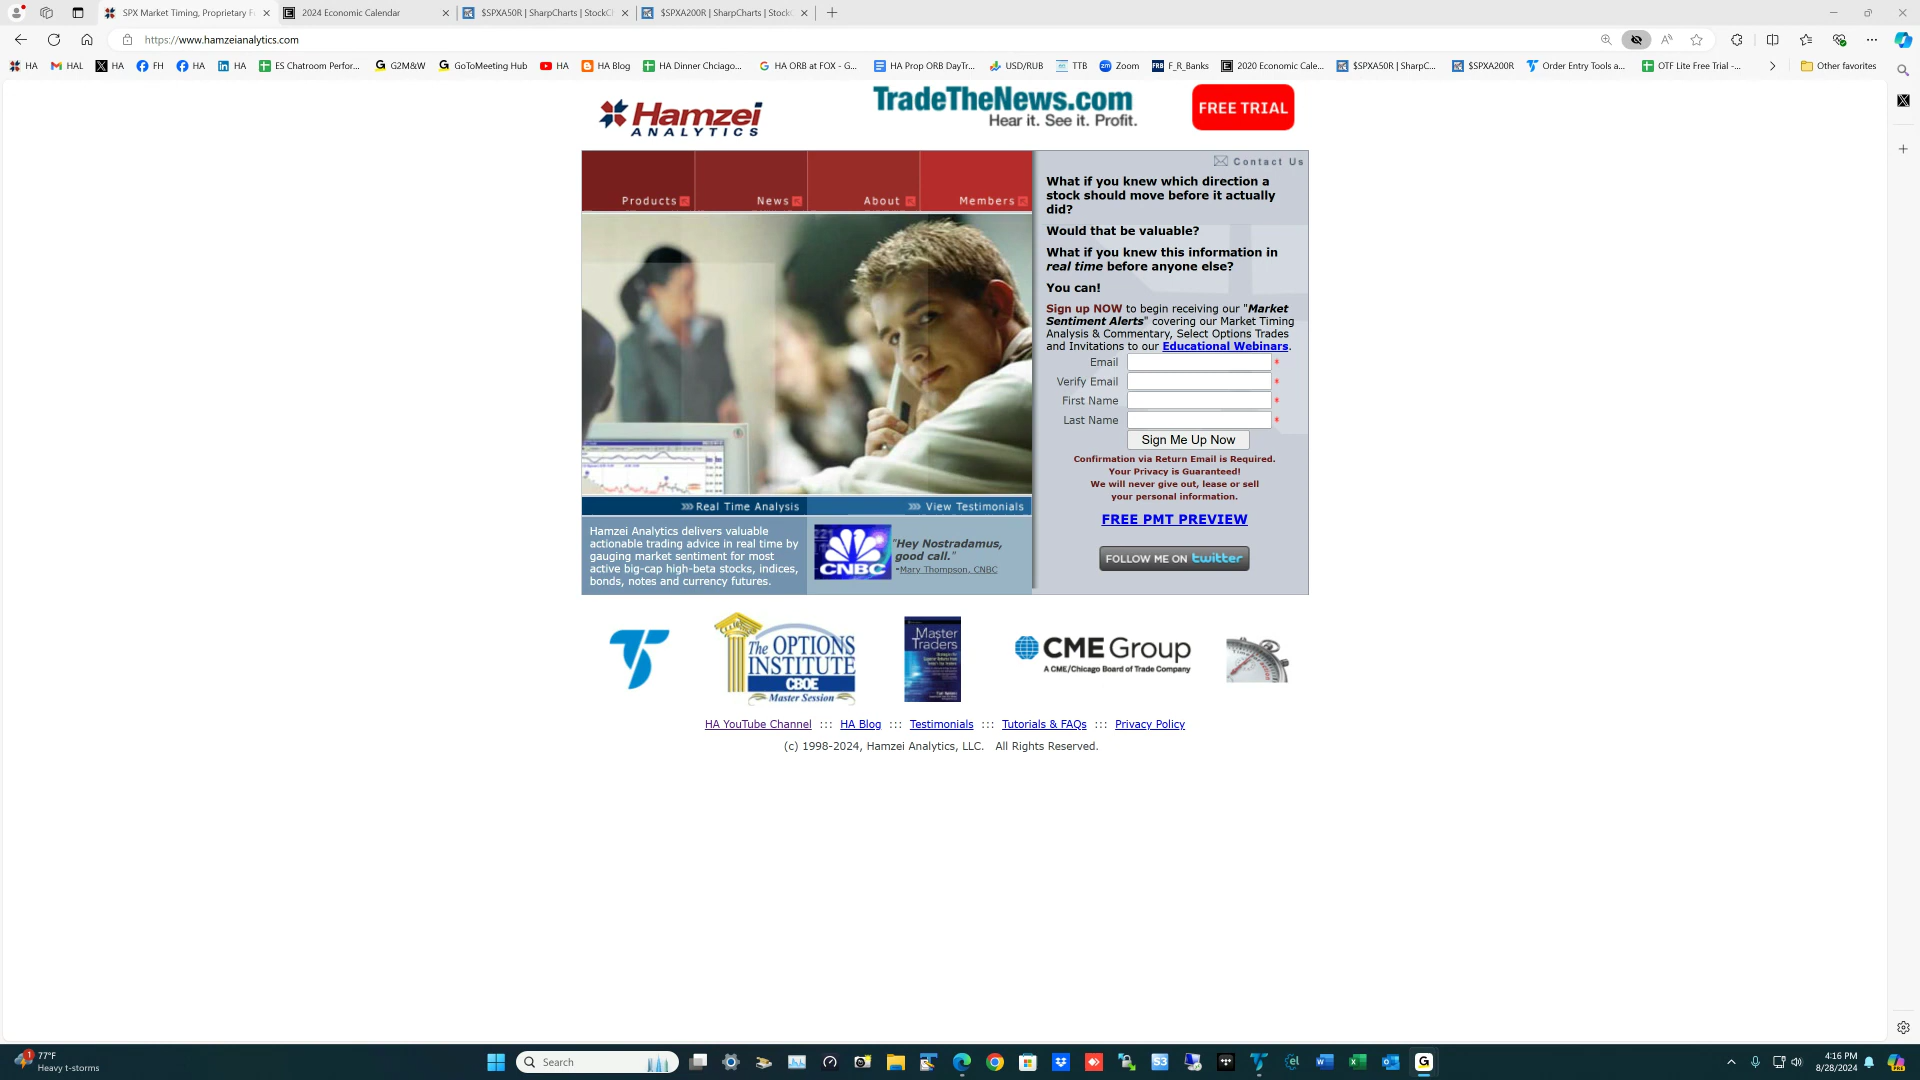 SPX Market Timing, Proprietary F
2024 Economic Calendar
$SPXA50R | SharpCharts | StockC
$SPXA200R | SharpCharts | StockC
https://www.hamzeianalytics.com
HA
HAL
HA
FH
HA
HA
ES Chatroom Perfor...
G2M&W
GoToMeeting Hub
HA
HA Blog
HA Dinner Chciago...
HA ORB at FOX - G...
HA Prop ORB DayTr...
USD/RUB
TTB
Zoom
F_R_Banks
2020 Economic Cale...
$SPXA50R | SharpC...
$SPXA200R
Order Entry Tools a...
OTF Lite Free Trial -...
Other favorites
Hamzei
ANALYTICS
TradeTheNews.com
Hear it. See it. Profit.
FREE TRIAL
Contact Us
Products
News
About
Members
What if you knew which direction a
stock should move before it actually
did?
Would that be valuable?
What if you knew this information in
real time before anyone else?
You can!
Sign up NOW to begin receiving our "Market
Sentiment Alerts" covering our Market Timing
Analysis & Commentary, Select Options Trades
and Invitations to our Educational Webinars.
Email *
Verify Email *
First Name *
Last Name *
Sign Me Up Now
Confirmation via Return Email is Required.
Your Privacy is Guaranteed!
We will never give out, lease or sell
your personal information.
FREE PMT PREVIEW
FOLLOW ME ON twitter
Real Time Analysis
View Testimonials
Hamzei Analytics delivers valuable
actionable trading advice in real time by
gauging market sentiment for most
active big-cap high-beta stocks, indices,
bonds, notes and currency futures.
CNBC
"Hey Nostradamus,
good call."
-Mary Thompson, CNBC
The OPTIONS
INSTITUTE
CBOE
Master Session
Master
Traders
CME Group
A CME/Chicago Board of Trade Company
HA YouTube Channel ::: HA Blog ::: Testimonials ::: Tutorials & FAQs ::: Privacy Policy
(c) 1998-2024, Hamzei Analytics, LLC. All Rights Reserved.
1
77°F
Heavy t-storms
Search
4:16 PM
8/28/2024